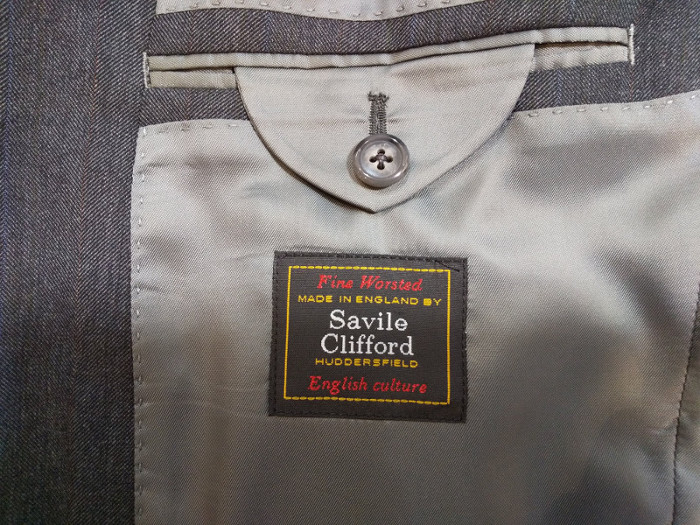 Fine Worsted
MADE IN ENGLAND BY
Savile
Clifford
HUDDERSFIELD
English culture